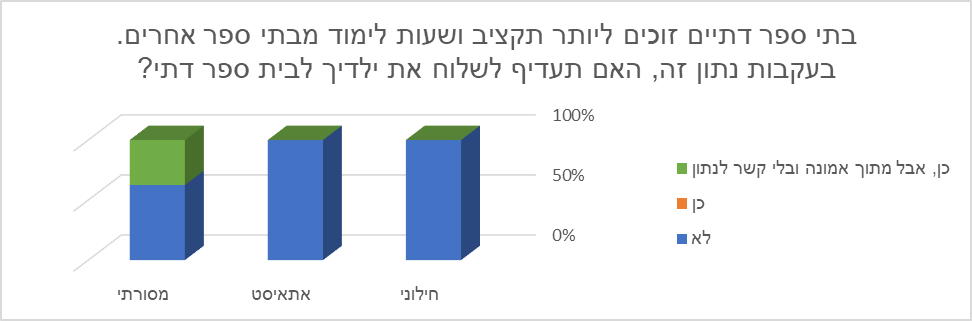 בתי ספר דתיים זוכים ליותר תקציב ושעות לימוד מבתי ספר אחרים.
בעקבות נתון זה, האם תעדיף לשלוח את ילדיך לבית ספר דתי?
100%
50%
0%
כן, אבל מתוך אמונה ובלי קשר לנתון
כן
לא
חילוני
אתאיסט
מסורתי